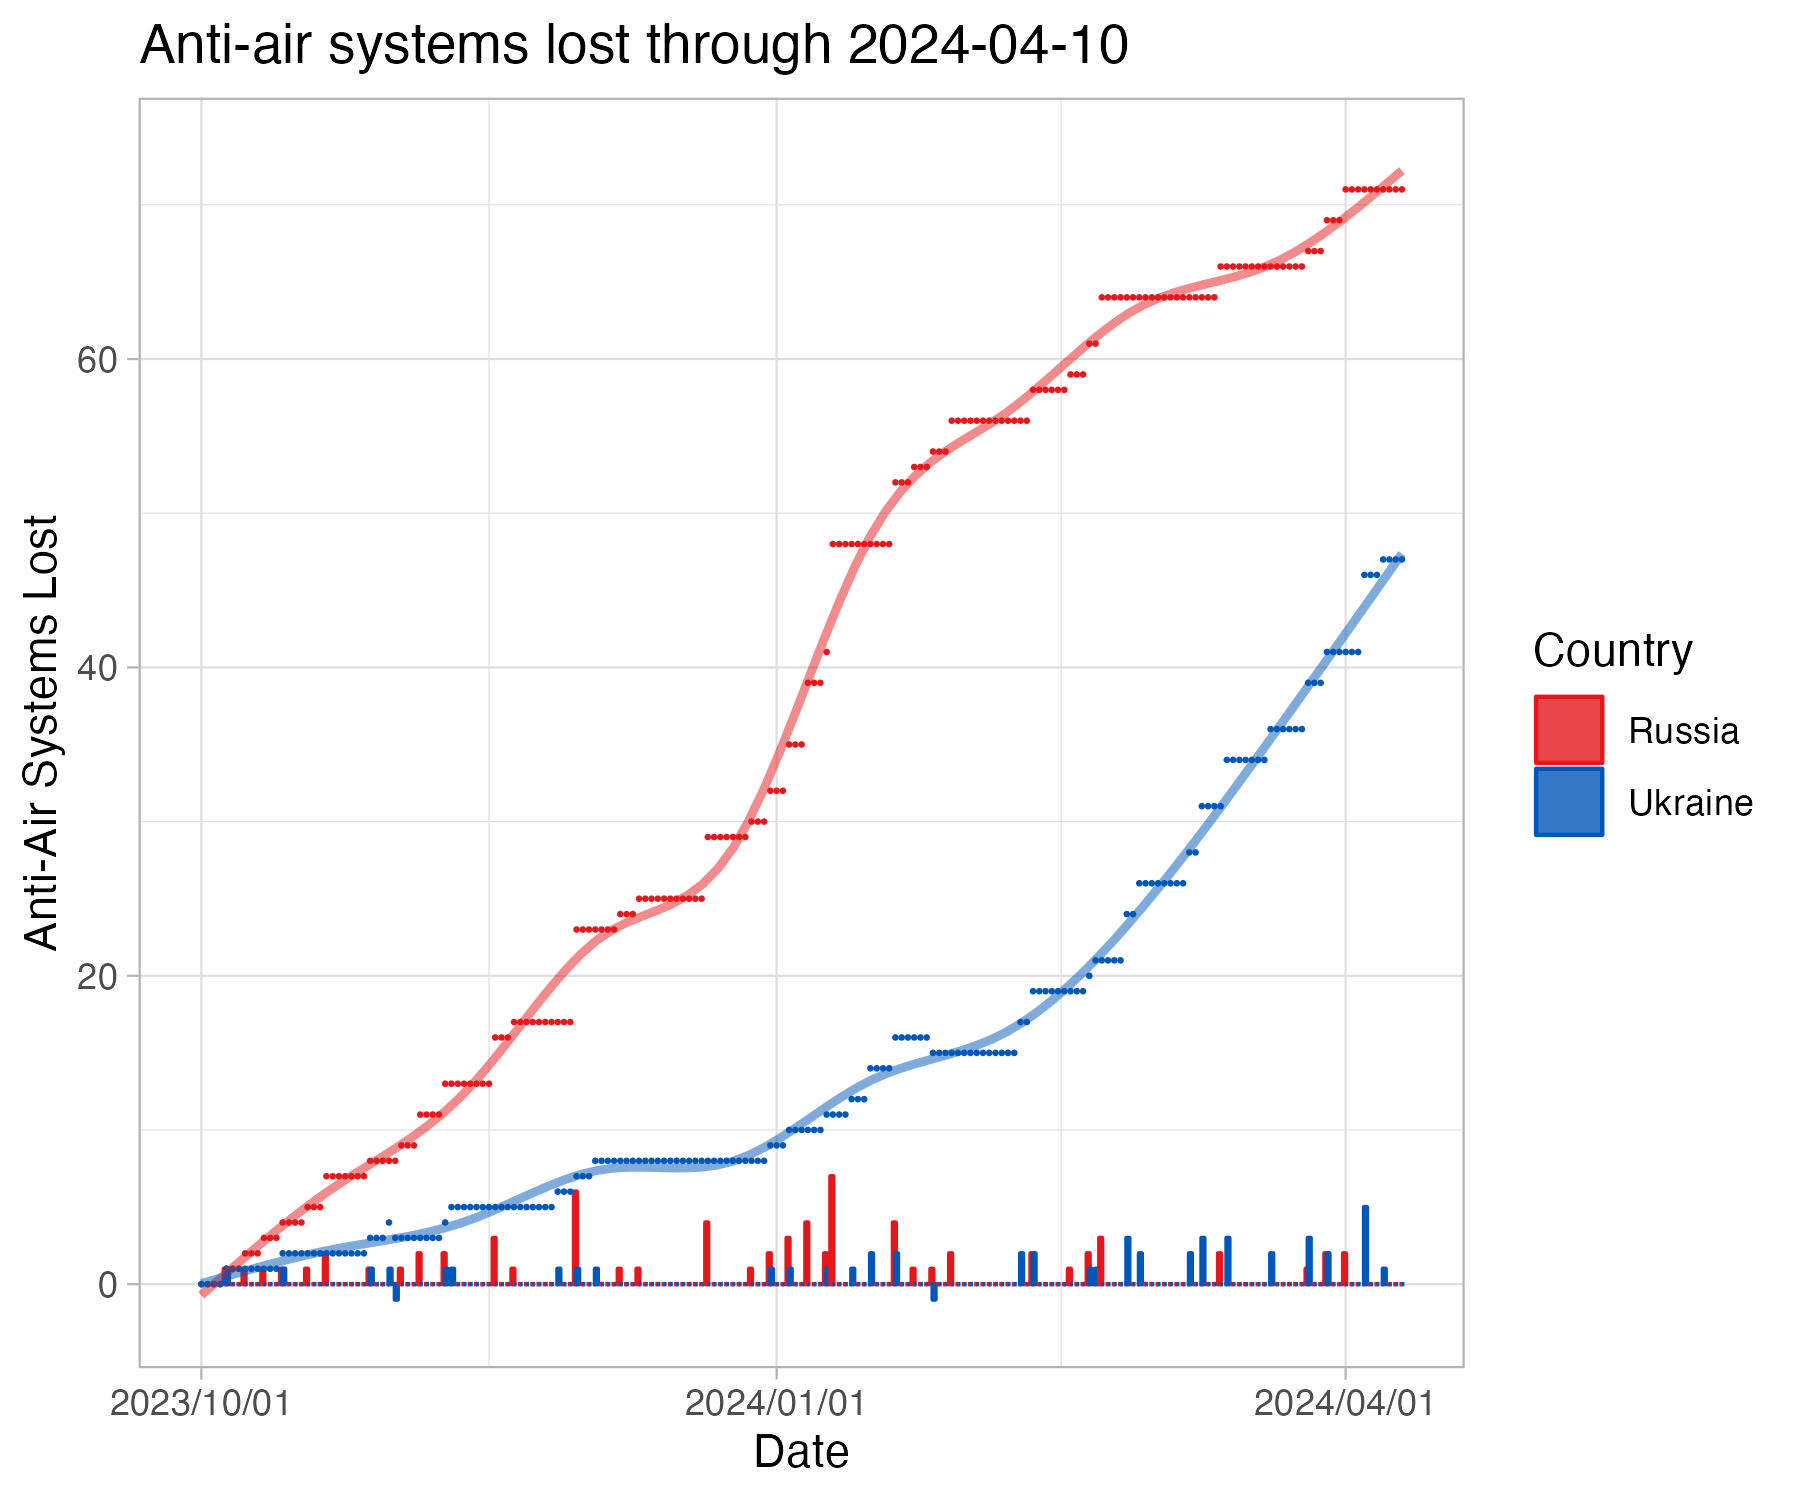 Anti-air systems lost through 2024-04-10
Anti-Air Systems Lost
60
40
20
0
2023/10/01
2024/01/01
2024/04/01
Date
Country
Russia
Ukraine